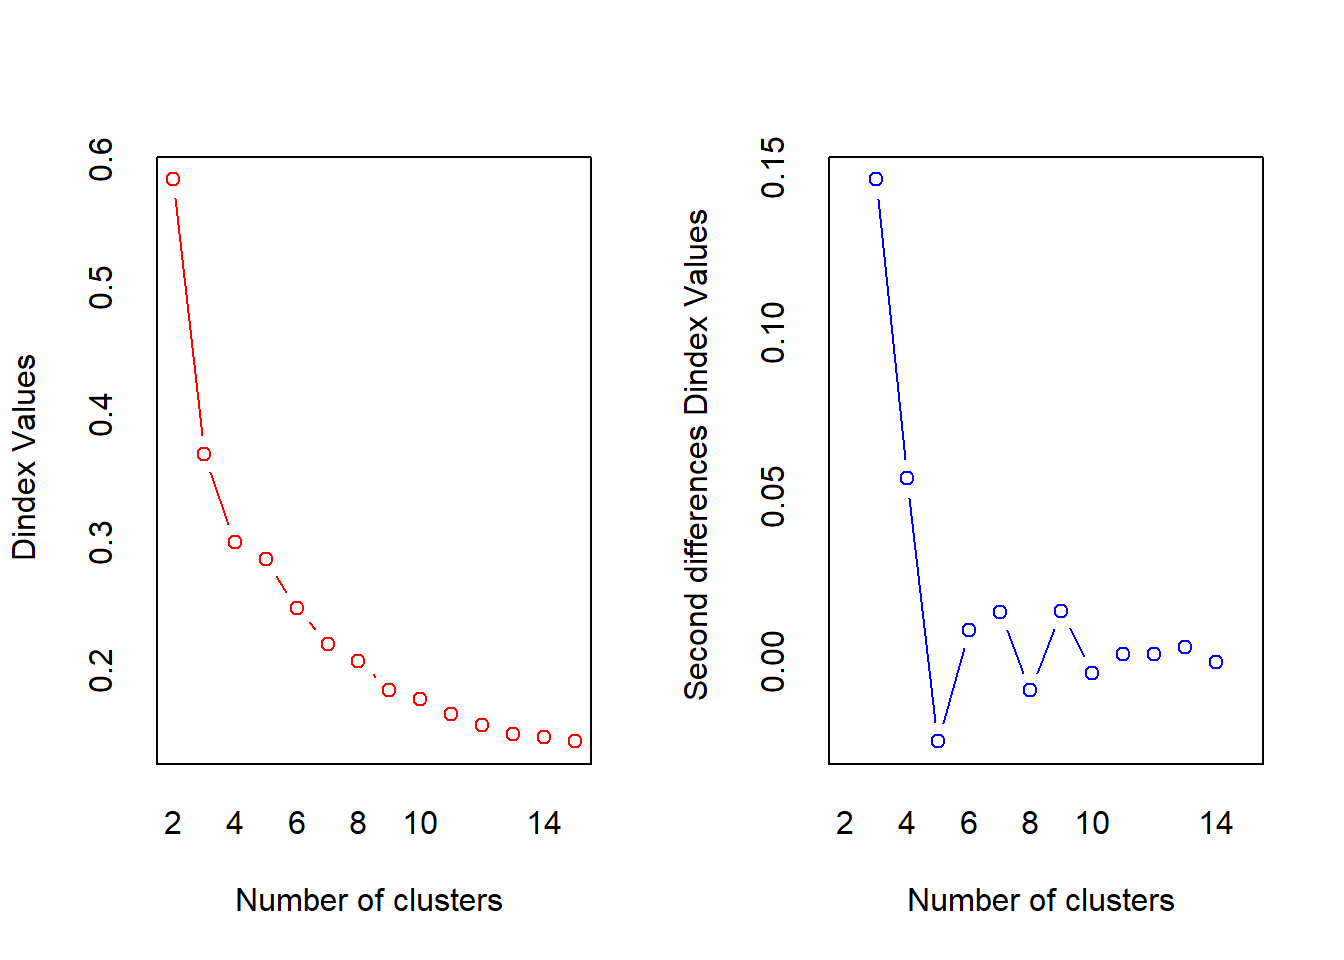 Dindex Values
0.6
0.5
0.4
0.3
0.2
2 4 6 8 10 14
Number of clusters
Second differences Dindex Values
0.15
0.10
0.05
0.00
2 4 6 8 10 14
Number of clusters